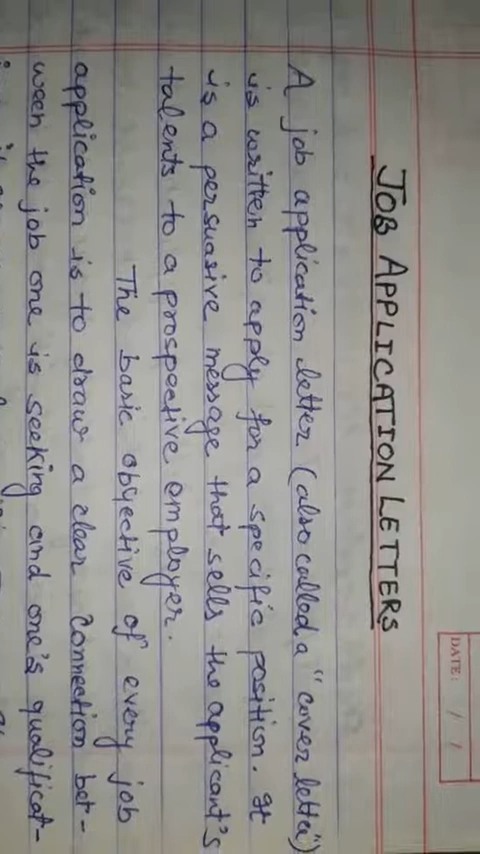 DATE: / /
JOB APPLICATION LETTERS
A job application letter (also called a "cover letter")
is written to apply for a specific position. It
is a persuasive message that sells the applicant's
talents to a prospective employer.
The basic objective of every job
application is to draw a clear connection bet-
ween the job one is seeking and one's qualificat-